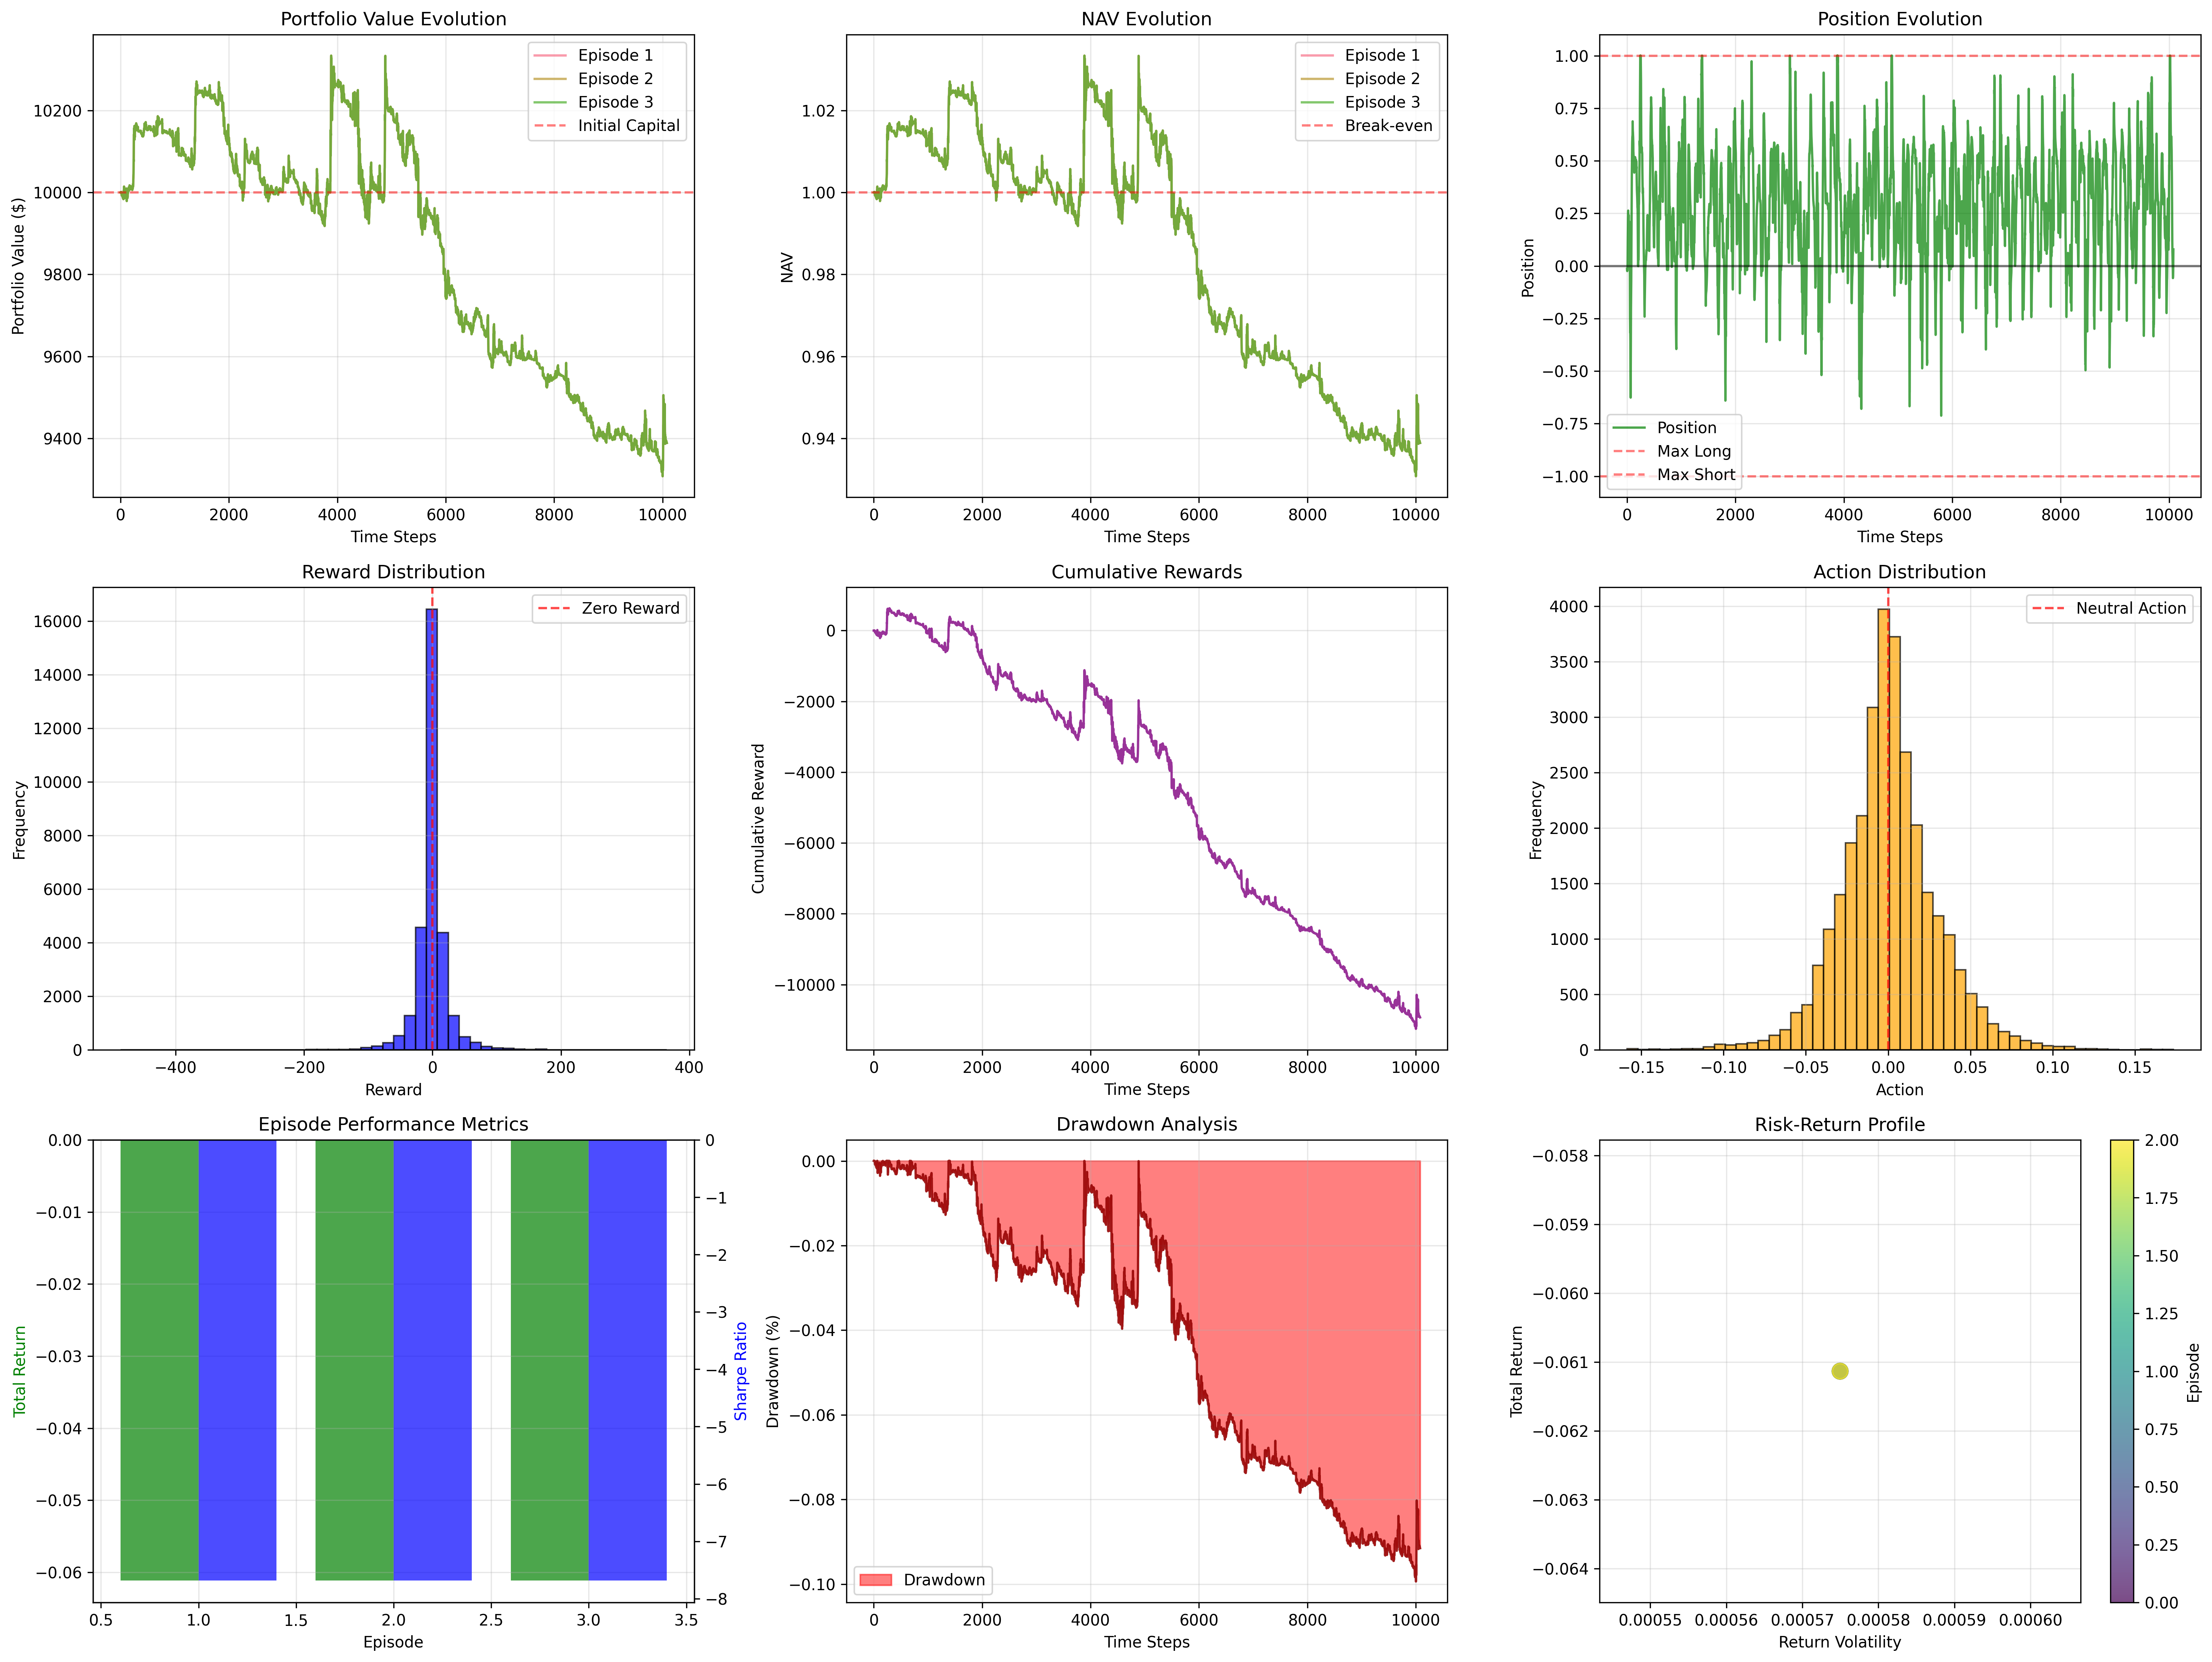 Portfolio Value Evolution
Portfolio Value ($)
10200
10000
9800
9600
9400
Episode 1
Episode 2
Episode 3
Initial Capital
0 2000 4000 6000 8000 10000
Time Steps
NAV Evolution
NAV
1.02
1.00
0.98
0.96
0.94
Episode 1
Episode 2
Episode 3
Break-even
0 2000 4000 6000 8000 10000
Time Steps
Position Evolution
Position
1.00
0.75
0.50
0.25
0.00
−0.25
−0.50
−0.75
−1.00
Position
Max Long
Max Short
0 2000 4000 6000 8000 10000
Time Steps
Reward Distribution
Frequency
16000
14000
12000
10000
8000
6000
4000
2000
0
Zero Reward
−400 −200 0 200 400
Reward
Cumulative Rewards
Cumulative Reward
0
−2000
−4000
−6000
−8000
−10000
0 2000 4000 6000 8000 10000
Time Steps
Action Distribution
Frequency
4000
3500
3000
2500
2000
1500
1000
500
0
Neutral Action
−0.15 −0.10 −0.05 0.00 0.05 0.10 0.15
Action
Episode Performance Metrics
Total Return
0.00
−0.01
−0.02
−0.03
−0.04
−0.05
−0.06
0
−1
−2
−3
−4
−5
−6
−7
−8
Sharpe Ratio
0.5 1.0 1.5 2.0 2.5 3.0 3.5
Episode
Drawdown Analysis
Drawdown (%)
0.00
−0.02
−0.04
−0.06
−0.08
−0.10
Drawdown
0 2000 4000 6000 8000 10000
Time Steps
Risk-Return Profile
Total Return
−0.058
−0.059
−0.060
−0.061
−0.062
−0.063
−0.064
0.00055 0.00056 0.00057 0.00058 0.00059 0.00060
Return Volatility
2.00
1.75
1.50
1.25
1.00
0.75
0.50
0.25
0.00
Episode